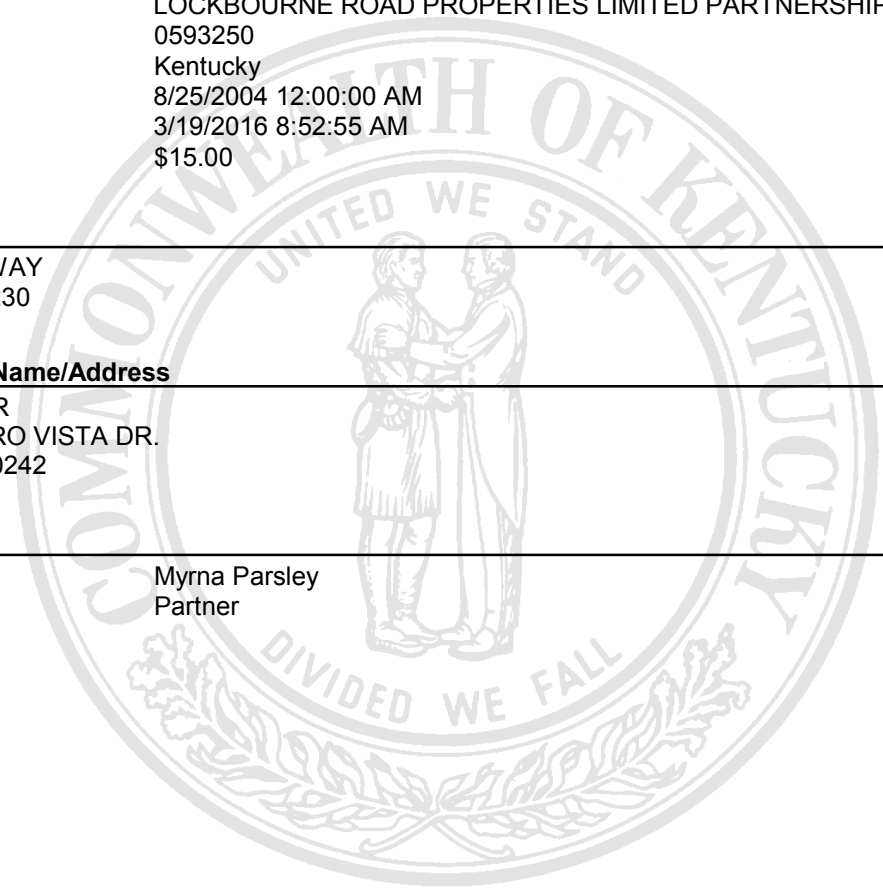 LOCKBOURNE ROAD PROPERTIES LIMITED PARTNERSHIP
0593250
Kentucky
8/25/2004 12:00:00 AM
3/19/2016 8:52:55 AM
$15.00
COMMONWEALTH OF KENTUCKY
UNITED WE STAND
WAY
30
Name/Address
R
RO VISTA DR.
0242
Myrna Parsley
Partner
DIVIDED WE FALL